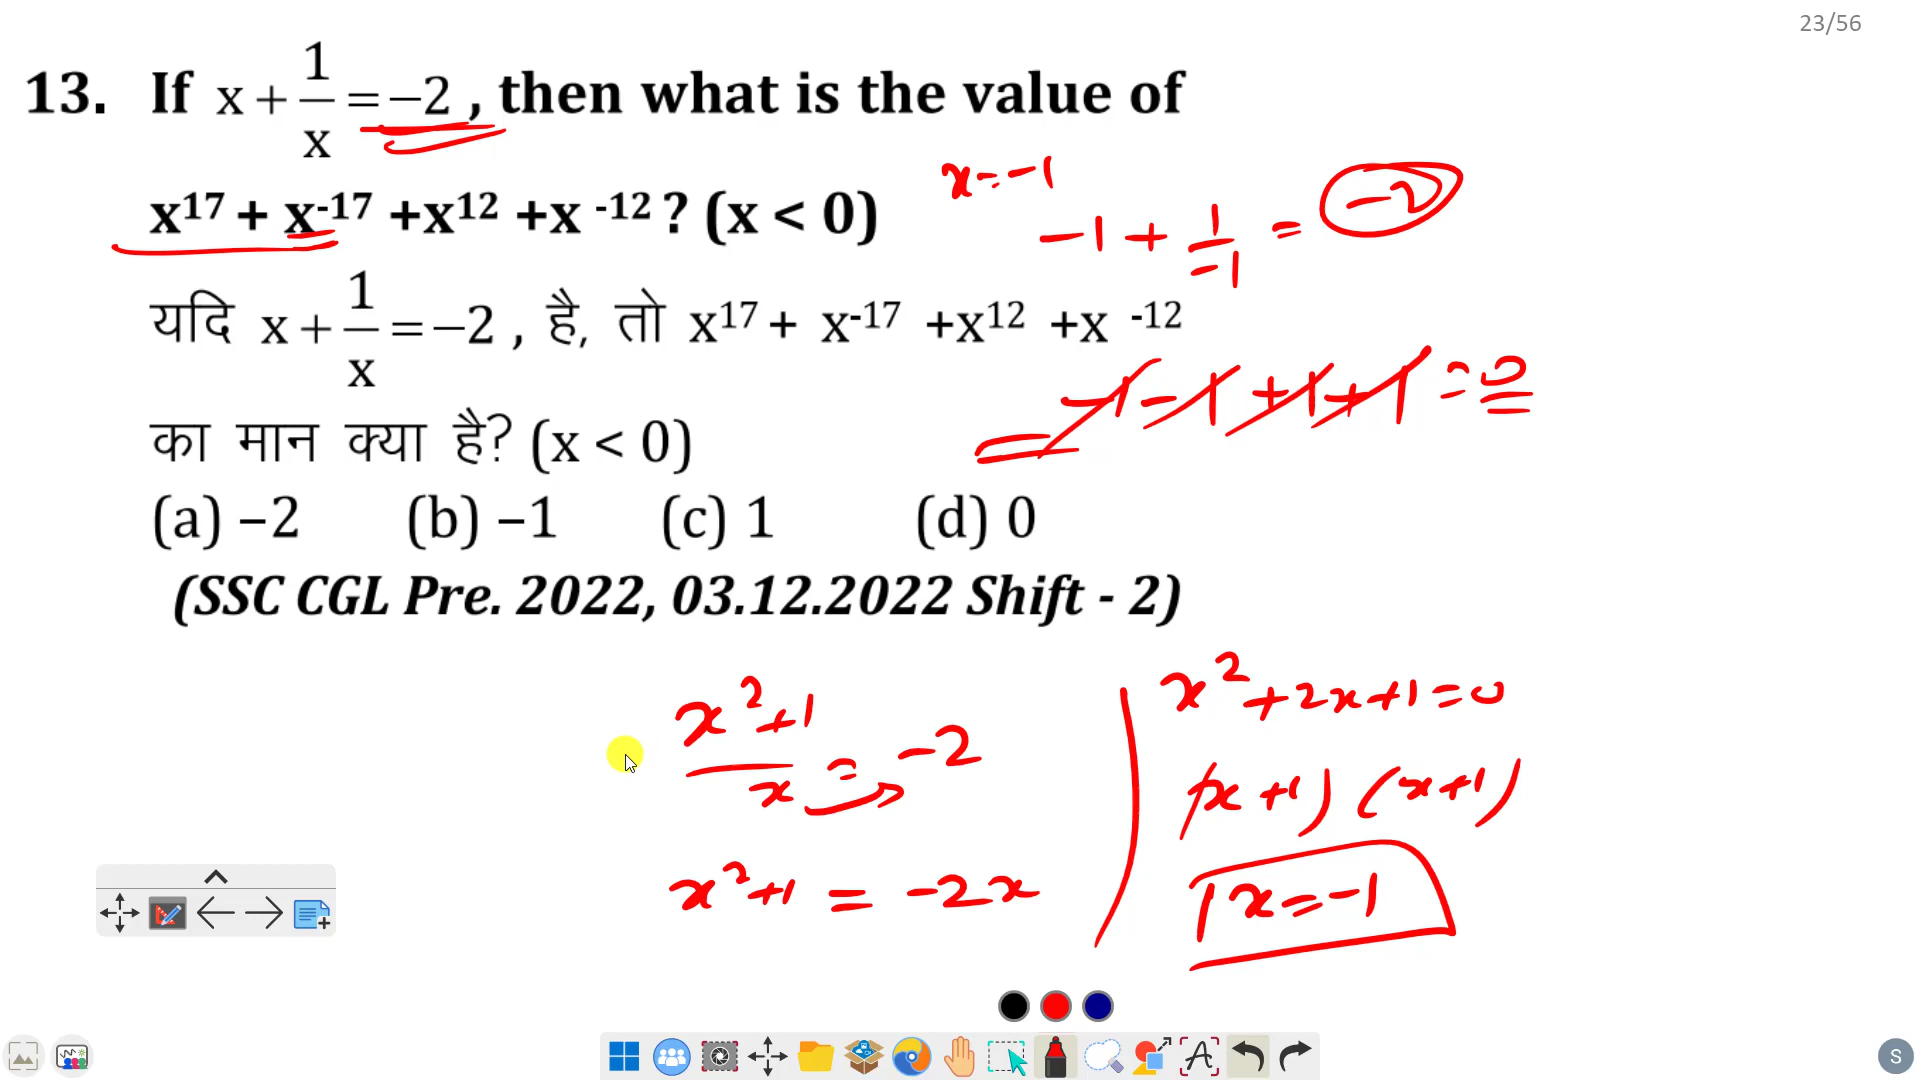 23/56
13. If x + 1/x = −2 , then what is the value of
x¹⁷ + x⁻¹⁷ +x¹² +x ⁻¹² ? (x < 0)
x = -1
-1 + 1/-1 = -2
यदि x + 1/x = −2 , है, तो x¹⁷ + x⁻¹⁷ +x¹² +x ⁻¹²
-1 -1 +1 +1 = 0
का मान क्या है? (x < 0)
(a) –2 (b) –1 (c) 1 (d) 0
(SSC CGL Pre. 2022, 03.12.2022 Shift - 2)
x²+1/x = -2
x²+1 = -2x
x²+2x+1=0
(x+1) (x+1)
x=-1
S